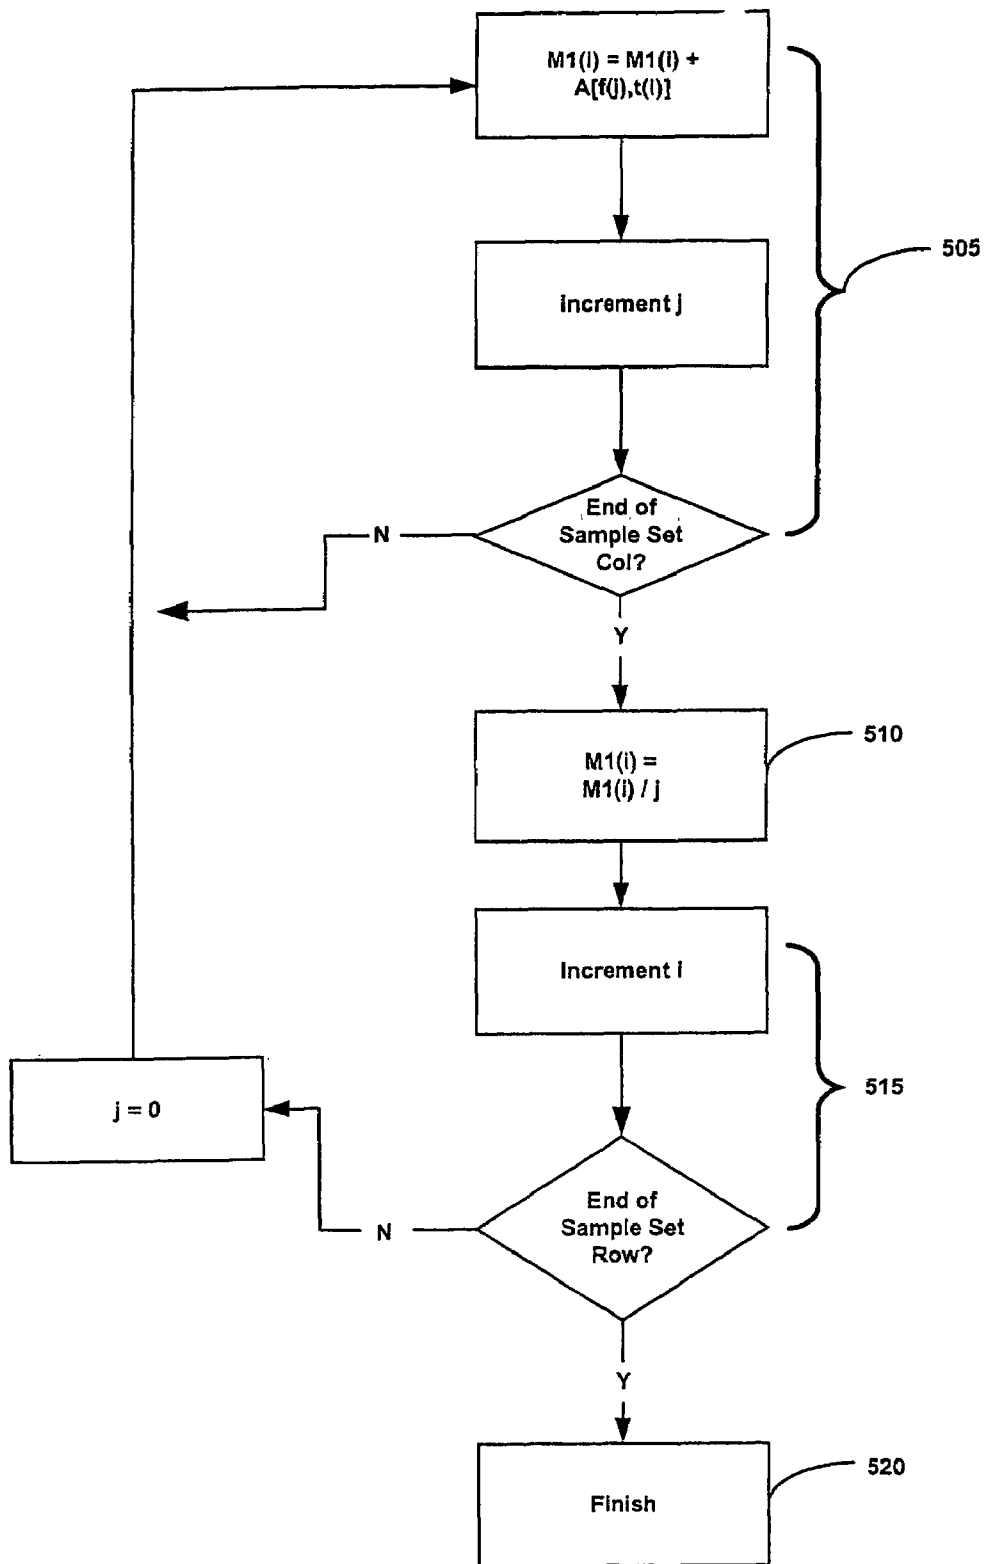 M1(i) = M1(i) +
A[f(j),t(i)]
505
Increment j
End of
Sample Set
Col?
N
Y
510
M1(i) =
M1(i) / j
Increment i
515
j = 0
End of
Sample Set
Row?
N
Y
520
Finish